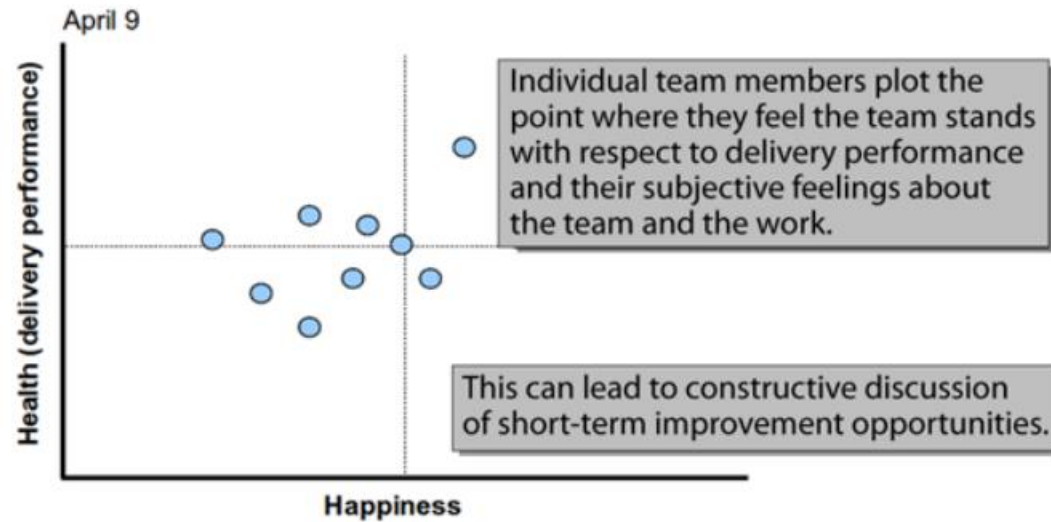 April 9
Health (delivery performance)
Individual team members plot the
point where they feel the team stands
with respect to delivery performance
and their subjective feelings about
the team and the work.
This can lead to constructive discussion
of short-term improvement opportunities.
Happiness